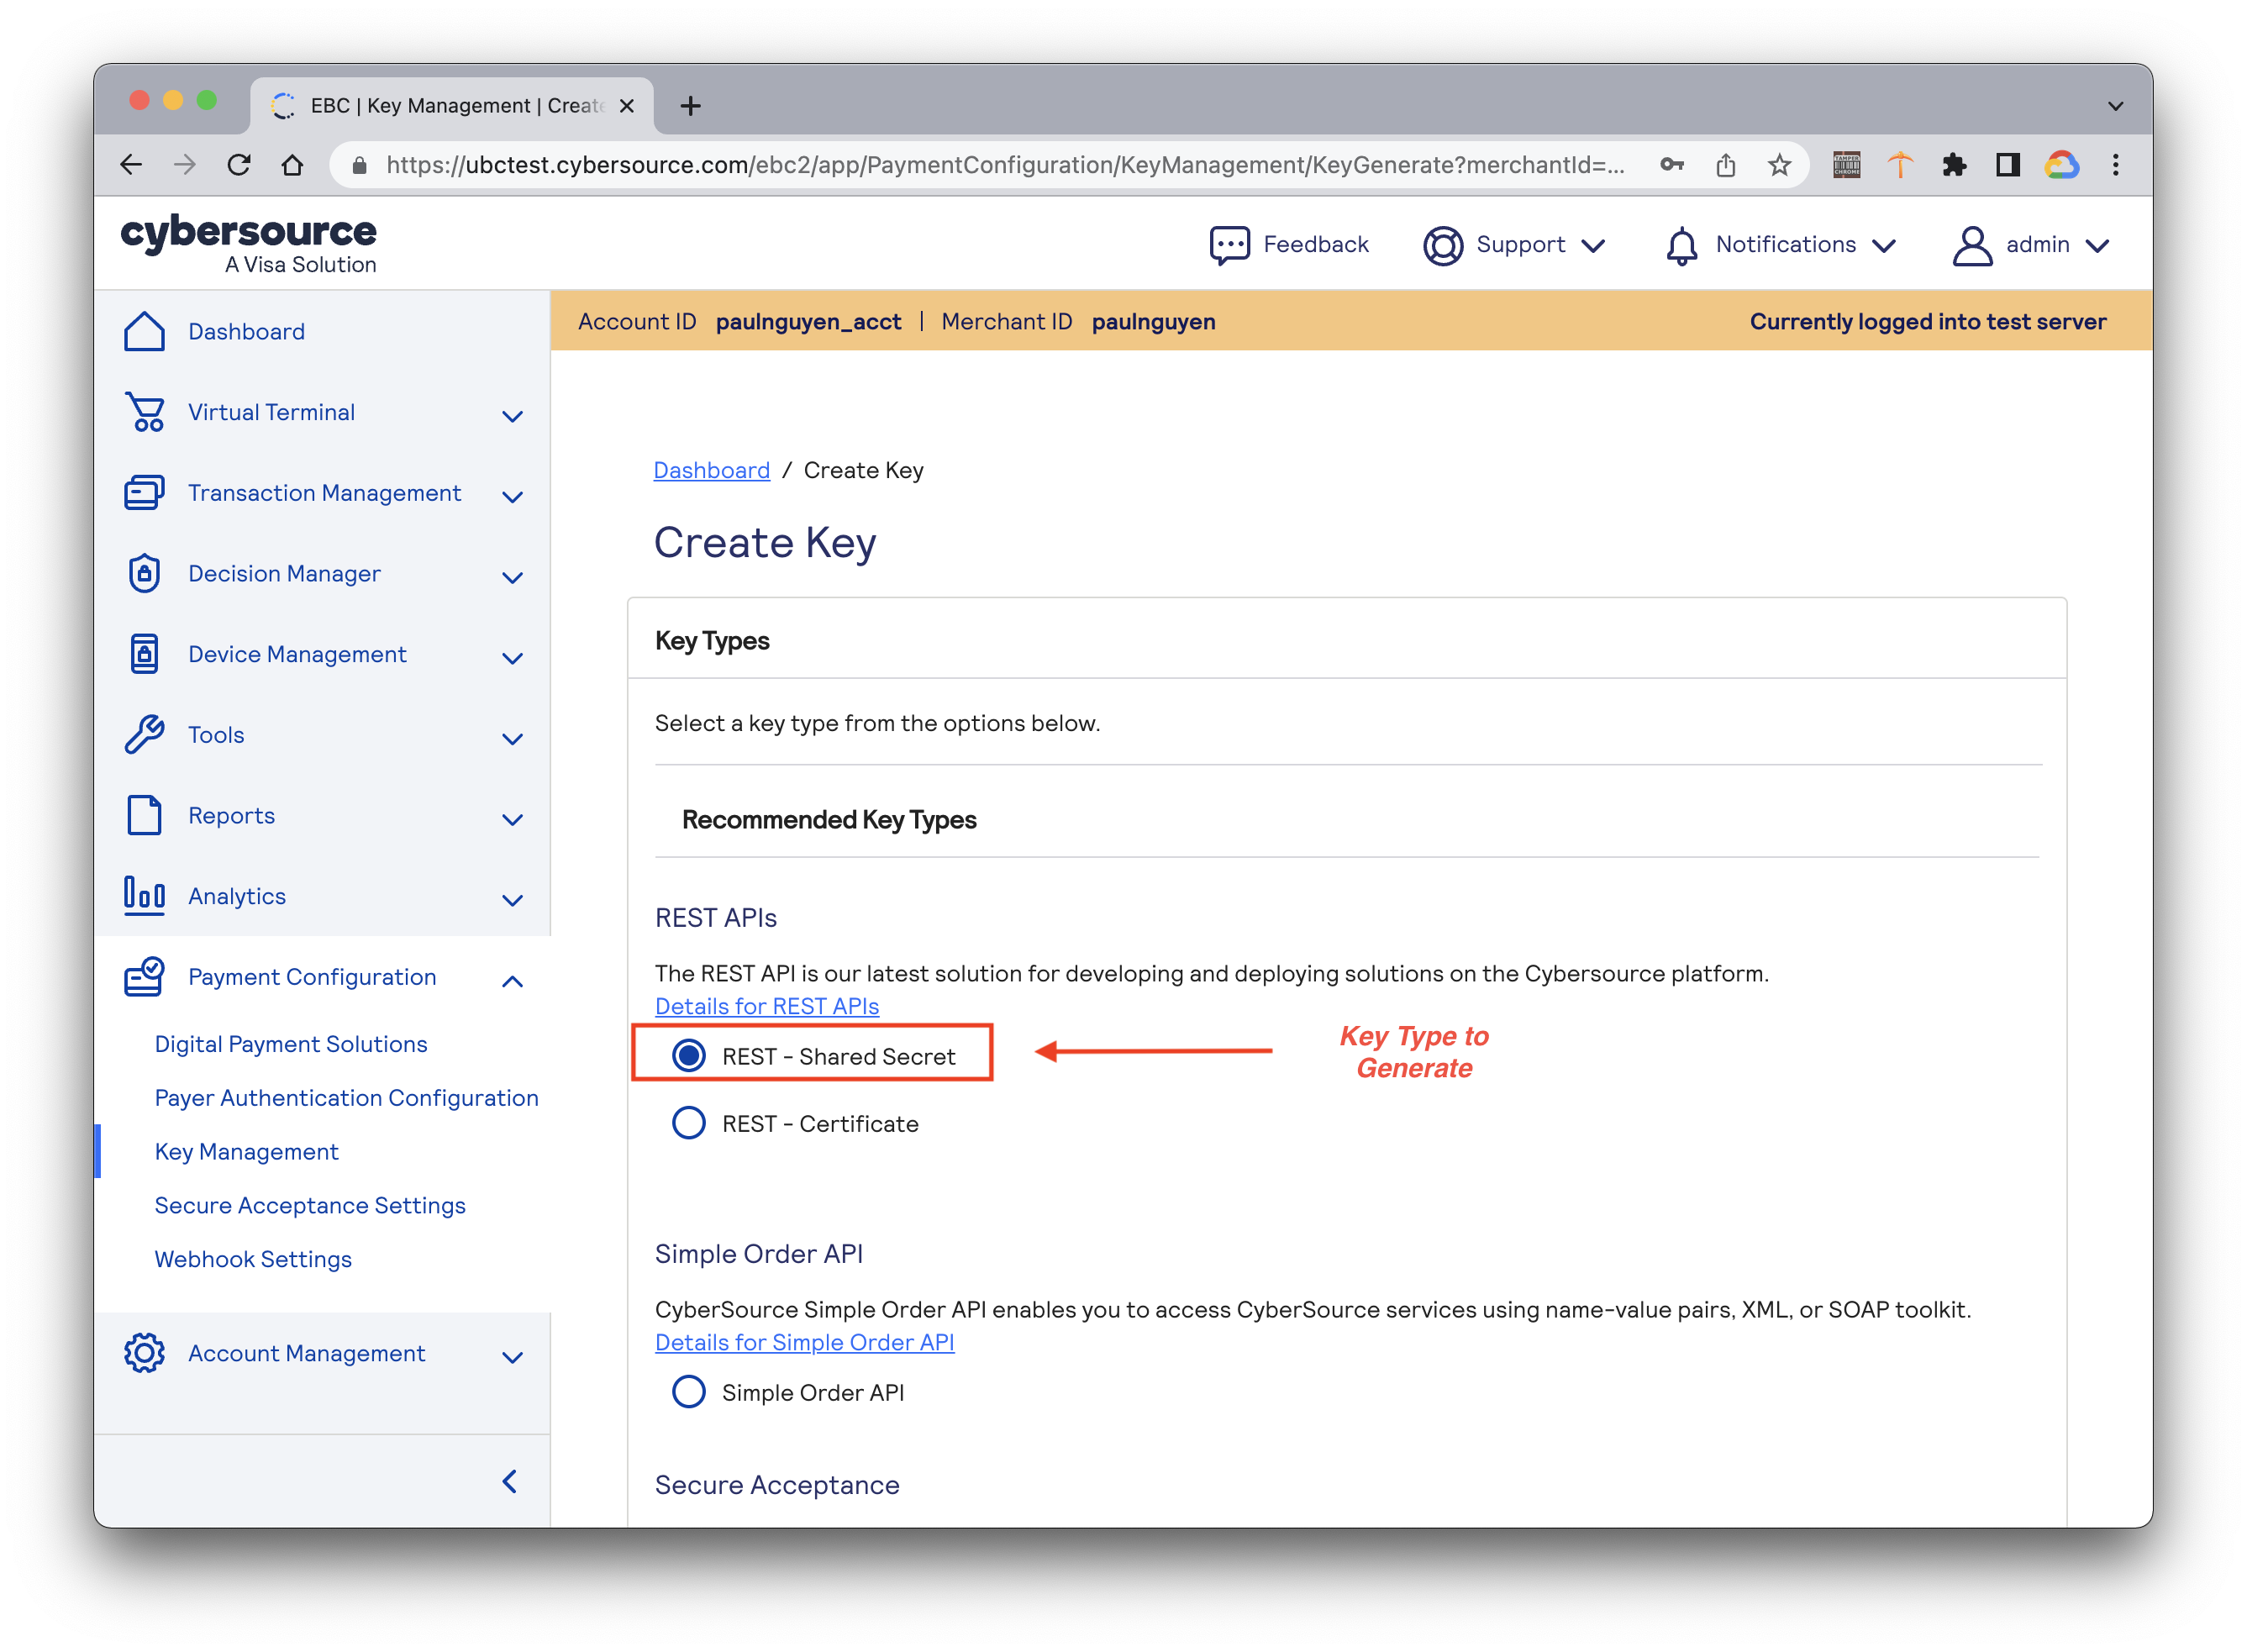 EBC | Key Management | Create
https://ubctest.cybersource.com/ebc2/app/PaymentConfiguration/KeyManagement/KeyGenerate?merchantId=...
TAMPER
CHROME
cybersource
A Visa Solution
Feedback
Support
Notifications
admin
Account ID paulnguyen_acct | Merchant ID paulnguyen
Currently logged into test server
Dashboard
Virtual Terminal
Transaction Management
Decision Manager
Device Management
Tools
Reports
Analytics
Payment Configuration
Digital Payment Solutions
Payer Authentication Configuration
Key Management
Secure Acceptance Settings
Webhook Settings
Account Management
Dashboard / Create Key
Create Key
Key Types
Select a key type from the options below.
Recommended Key Types
REST APIs
The REST API is our latest solution for developing and deploying solutions on the Cybersource platform.
Details for REST APIs
REST - Shared Secret
Key Type to
Generate
REST - Certificate
Simple Order API
CyberSource Simple Order API enables you to access CyberSource services using name-value pairs, XML, or SOAP toolkit.
Details for Simple Order API
Simple Order API
Secure Acceptance